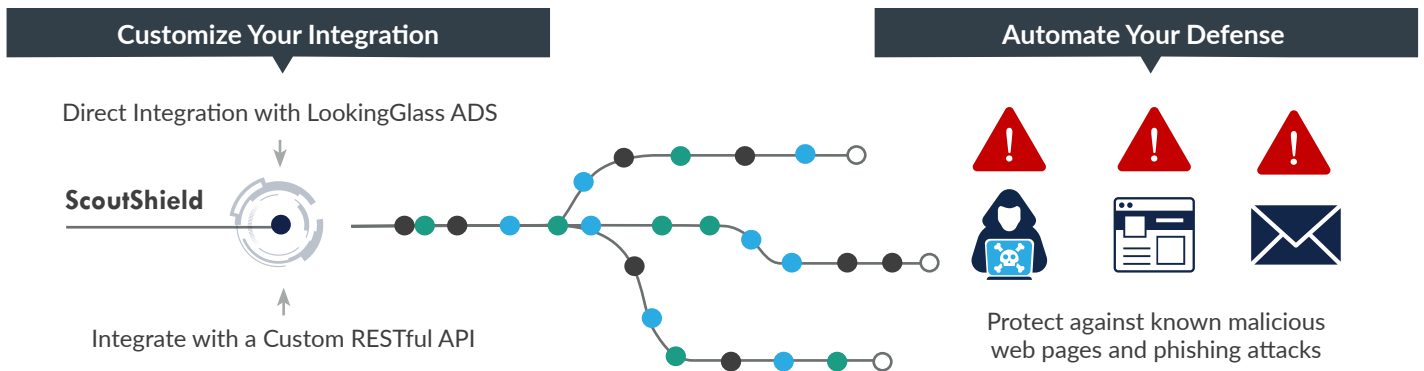 Customize Your Integration
Automate Your Defense
Direct Integration with LookingGlass ADS
ScoutShield
Integrate with a Custom RESTful API
Protect against known malicious
web pages and phishing attacks